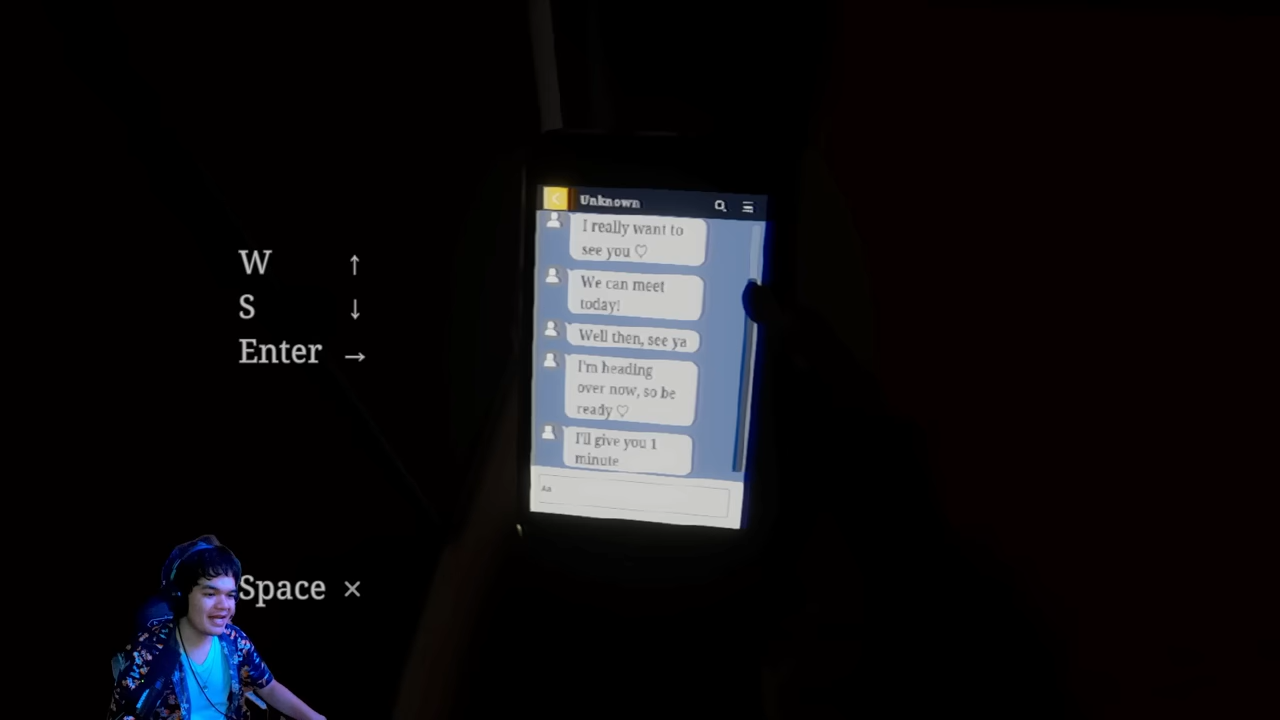 Unknown
I really want to
see you ♡
We can meet
today!
Well then, see ya
I'm heading
over now, so be
ready ♡
I'll give you 1
minute
Aa
W ↑
S ↓
Enter →
Space ×